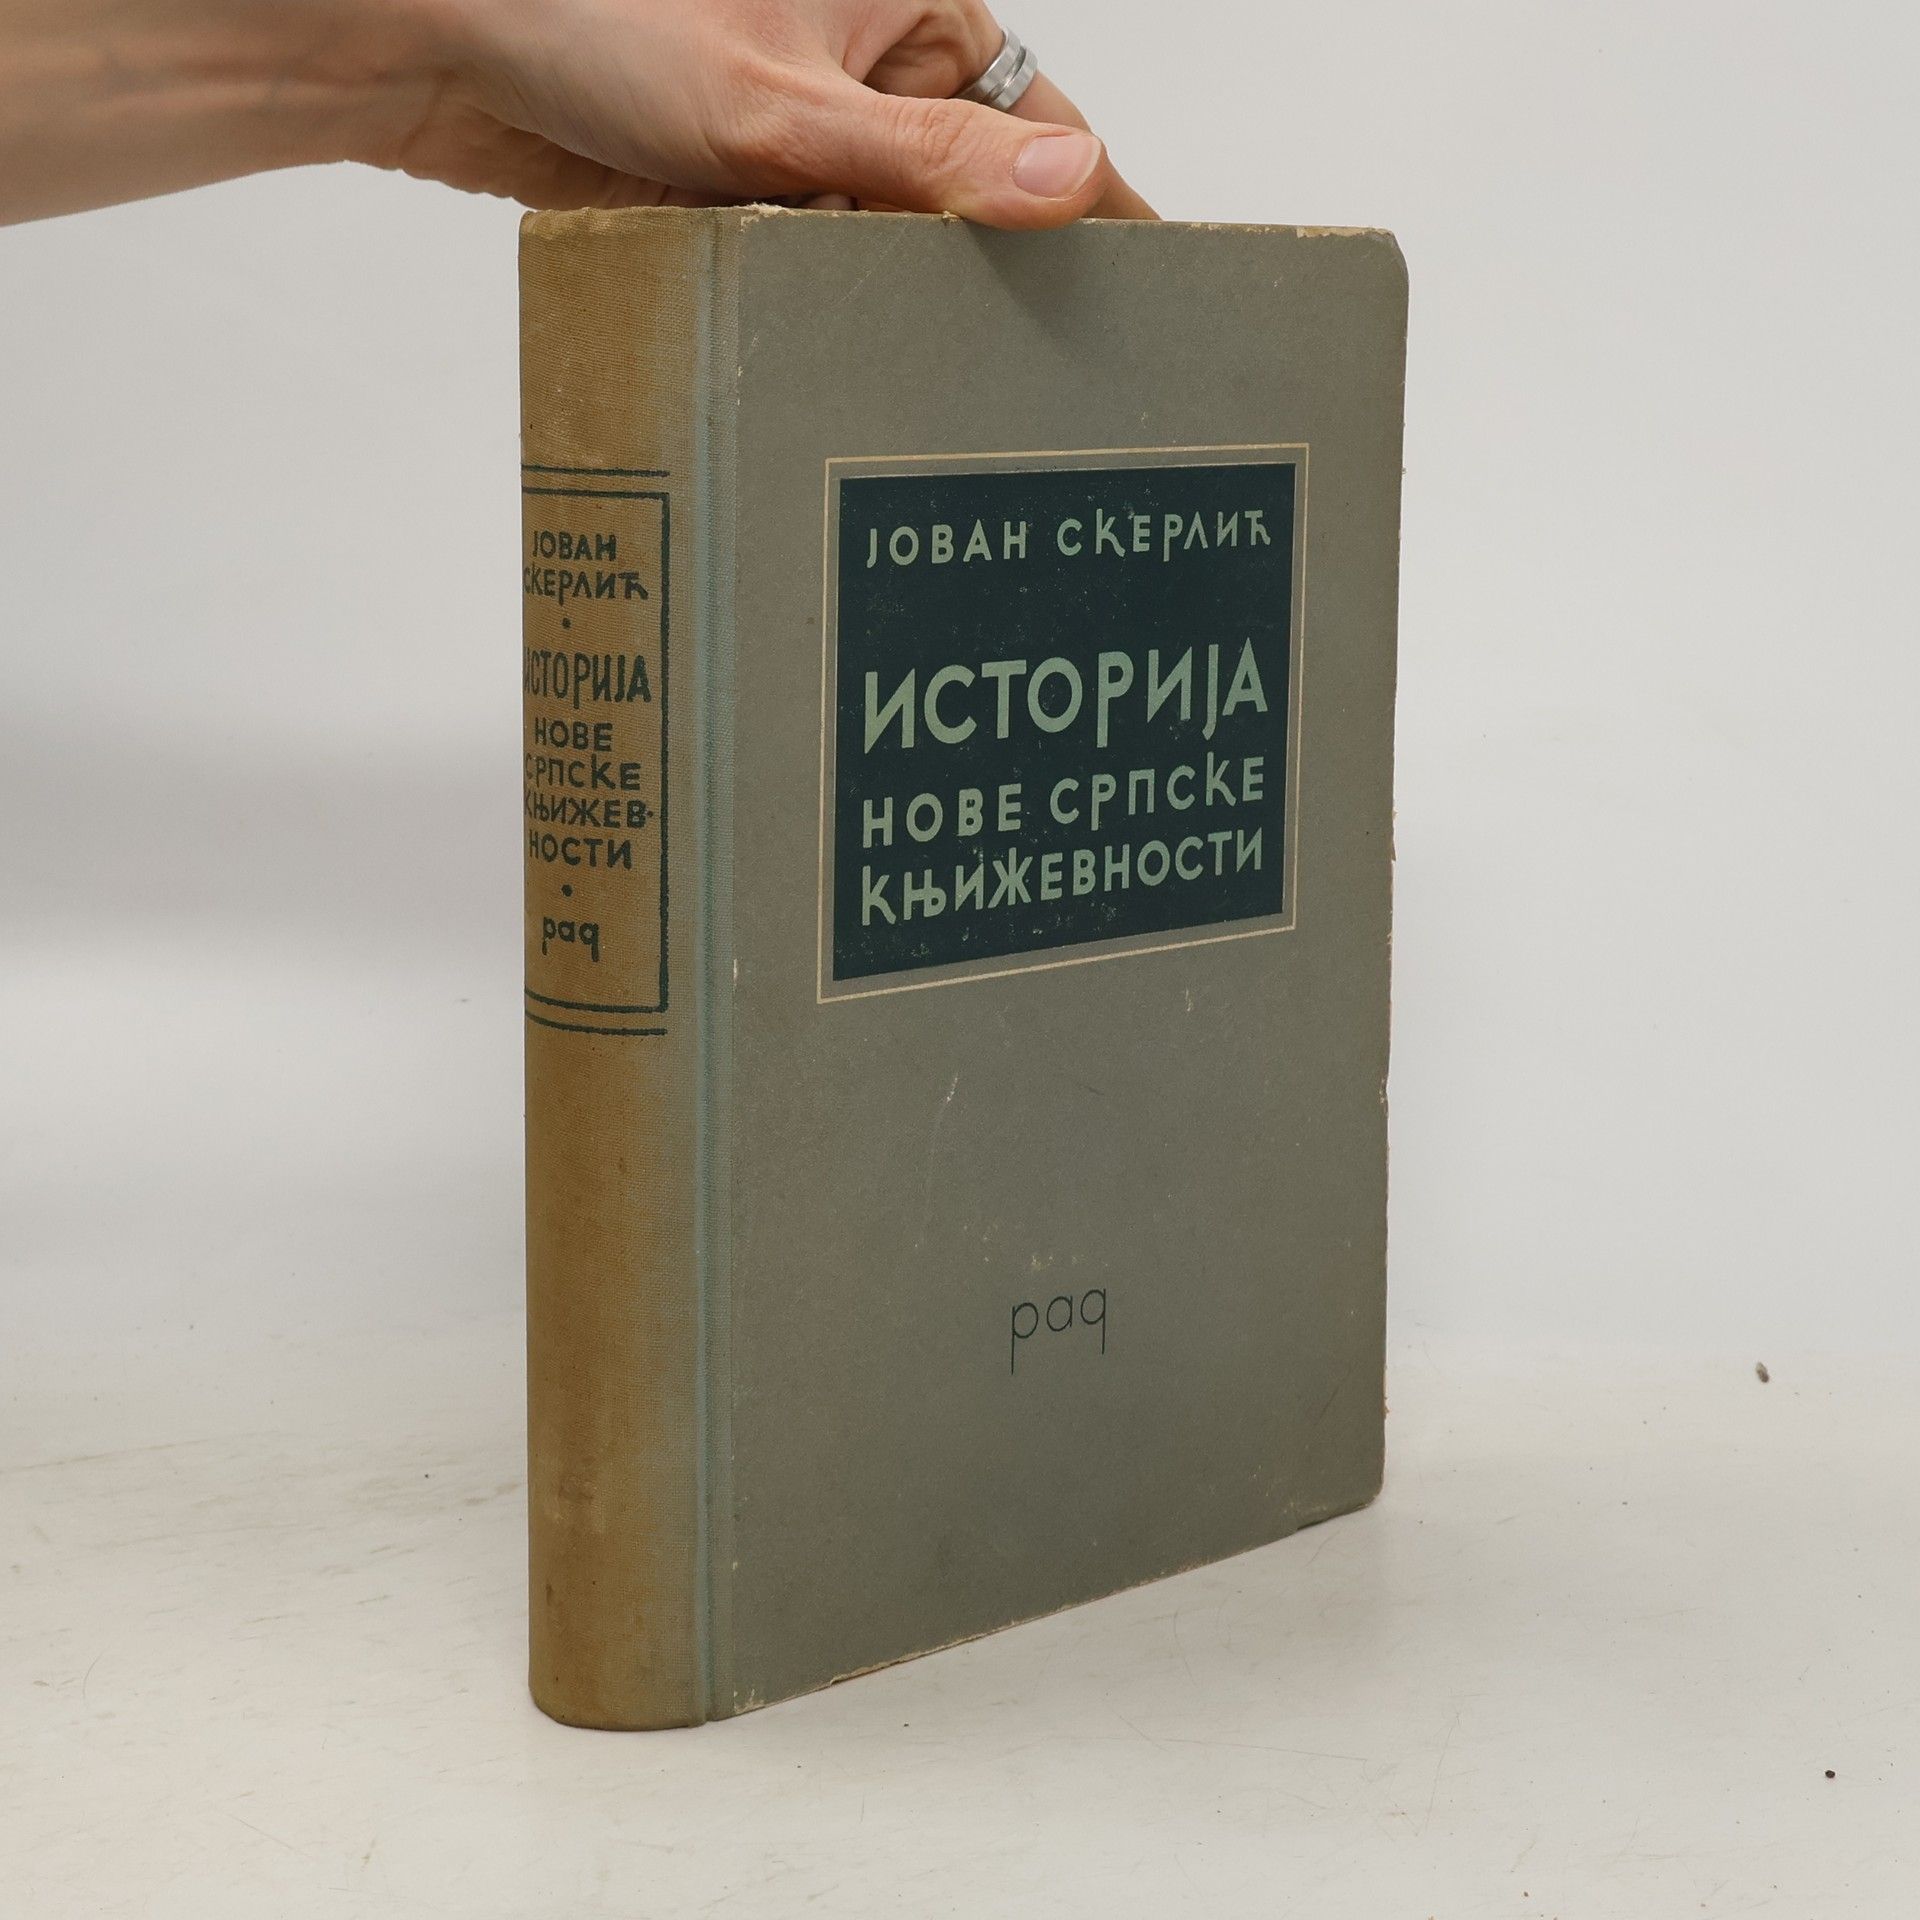 ЈОВАН
СКЕРЛИЋ
•
ИСТОРИЈА
НОВЕ
СРПСКЕ
КЊИЖЕВ-
НОСТИ
•
рад
ЈОВАН СКЕРЛИЋ
ИСТОРИЈА
НОВЕ СРПСКЕ
КЊИЖЕВНОСТИ
рад